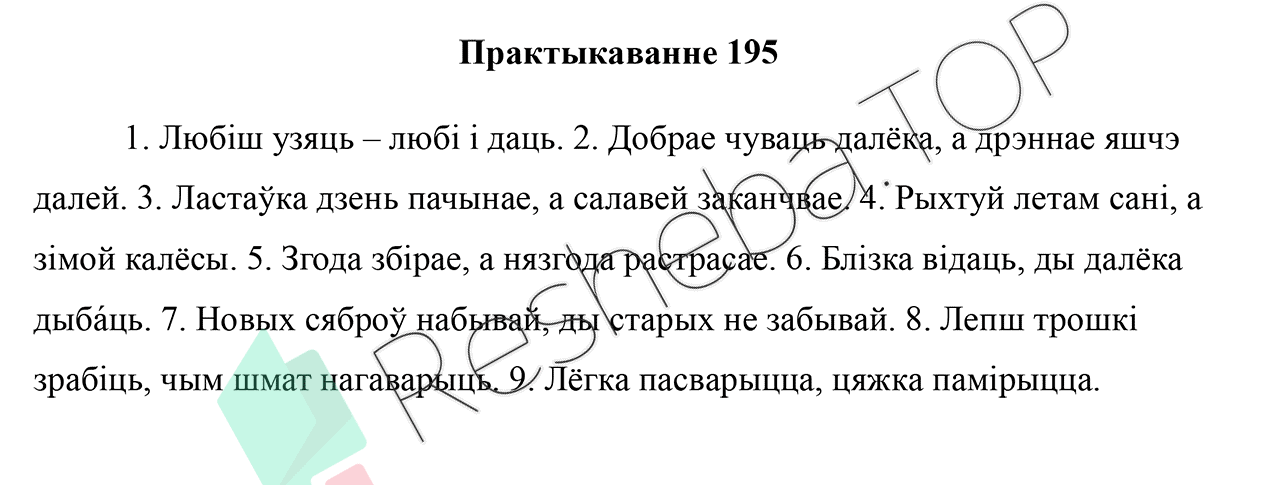 Практыкаванне 195
1. Любіш узяць – любі і даць. 2. Добрае чуваць далёка, а дрэннае яшчэ
далей. 3. Ластаўка дзень пачынае, а салавей заканчвае. 4. Рыхтуй летам сані, а
зімой калёсы. 5. Згода збірае, а нязгода растрасае. 6. Блізка відаць, ды далёка
дыба́ць. 7. Новых сяброў набывай, ды старых не забывай. 8. Лепш трошкі
зрабіць, чым шмат нагаварыць. 9. Лёгка пасварыцца, цяжка памірыцца.
Resheba.TOP